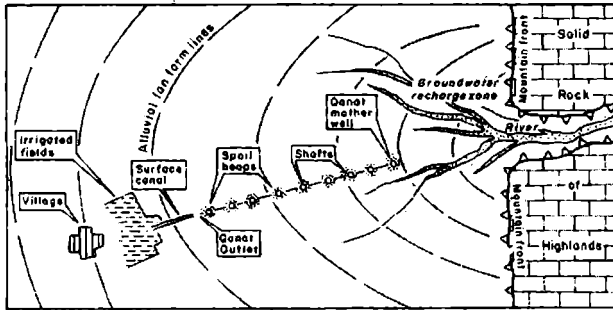 Solid
Rock
of
Highlands
Mountain front
Mountain front
River
Groundwater
recharge zone
Alluvial fan form lines
Qanat
mother
well
Shafts
Spoil
heaps
Surface
canal
Irrigated
fields
Village
Qanat
Outlet